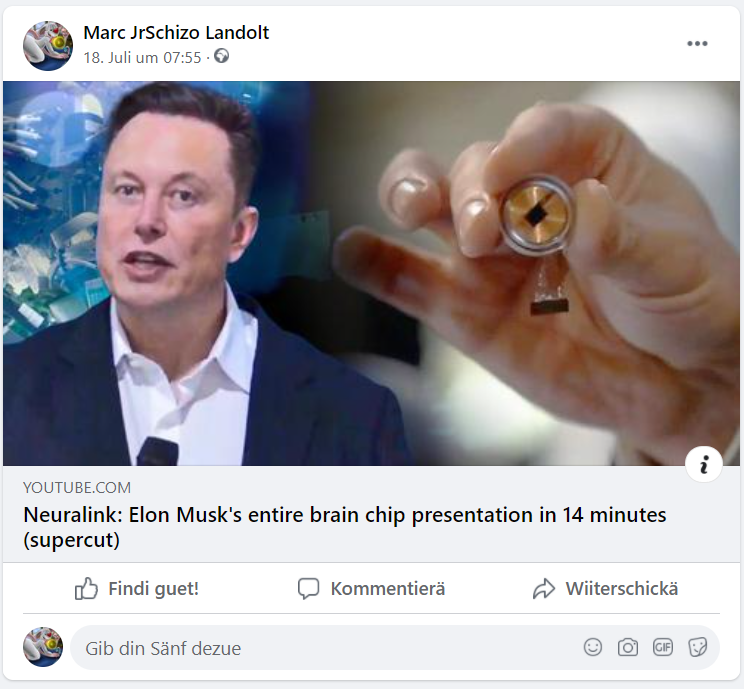 Marc JrSchizo Landolt
18. Juli um 07:55 ·
YOUTUBE.COM
Neuralink: Elon Musk's entire brain chip presentation in 14 minutes
(supercut)
Findi guet!
Kommentierä
Wiiterschickä
Gib din Sänf dezue
GIF